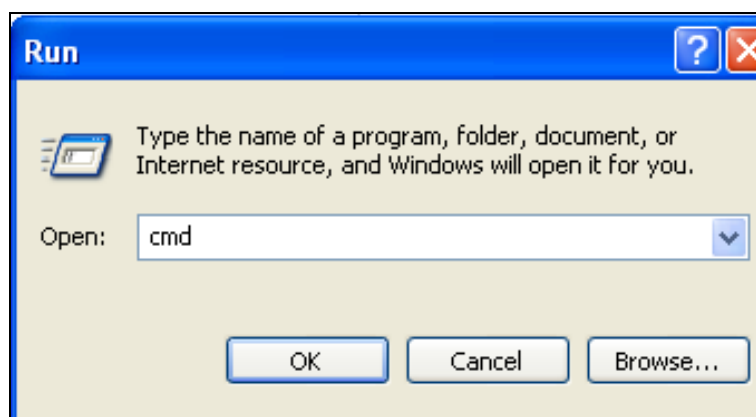 Run
Type the name of a program, folder, document, or
Internet resource, and Windows will open it for you.
Open: cmd
OK Cancel Browse...